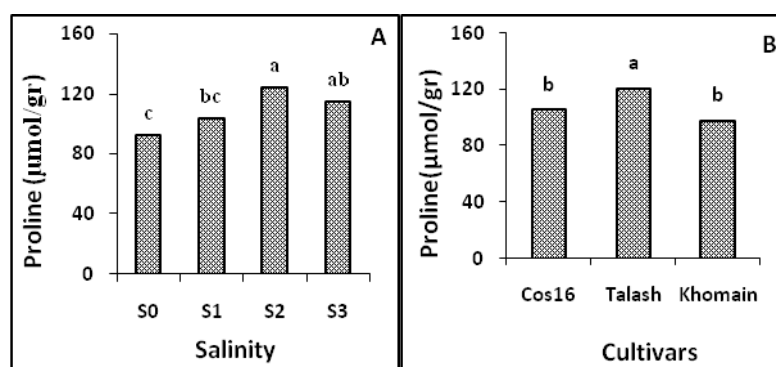 A
Proline (µmol/gr)
160
120
80
40
0
c
bc
a
ab
S0 S1 S2 S3
Salinity
B
Proline(µmol/gr)
160
120
80
40
0
b
a
b
Cos16 Talash Khomain
Cultivars